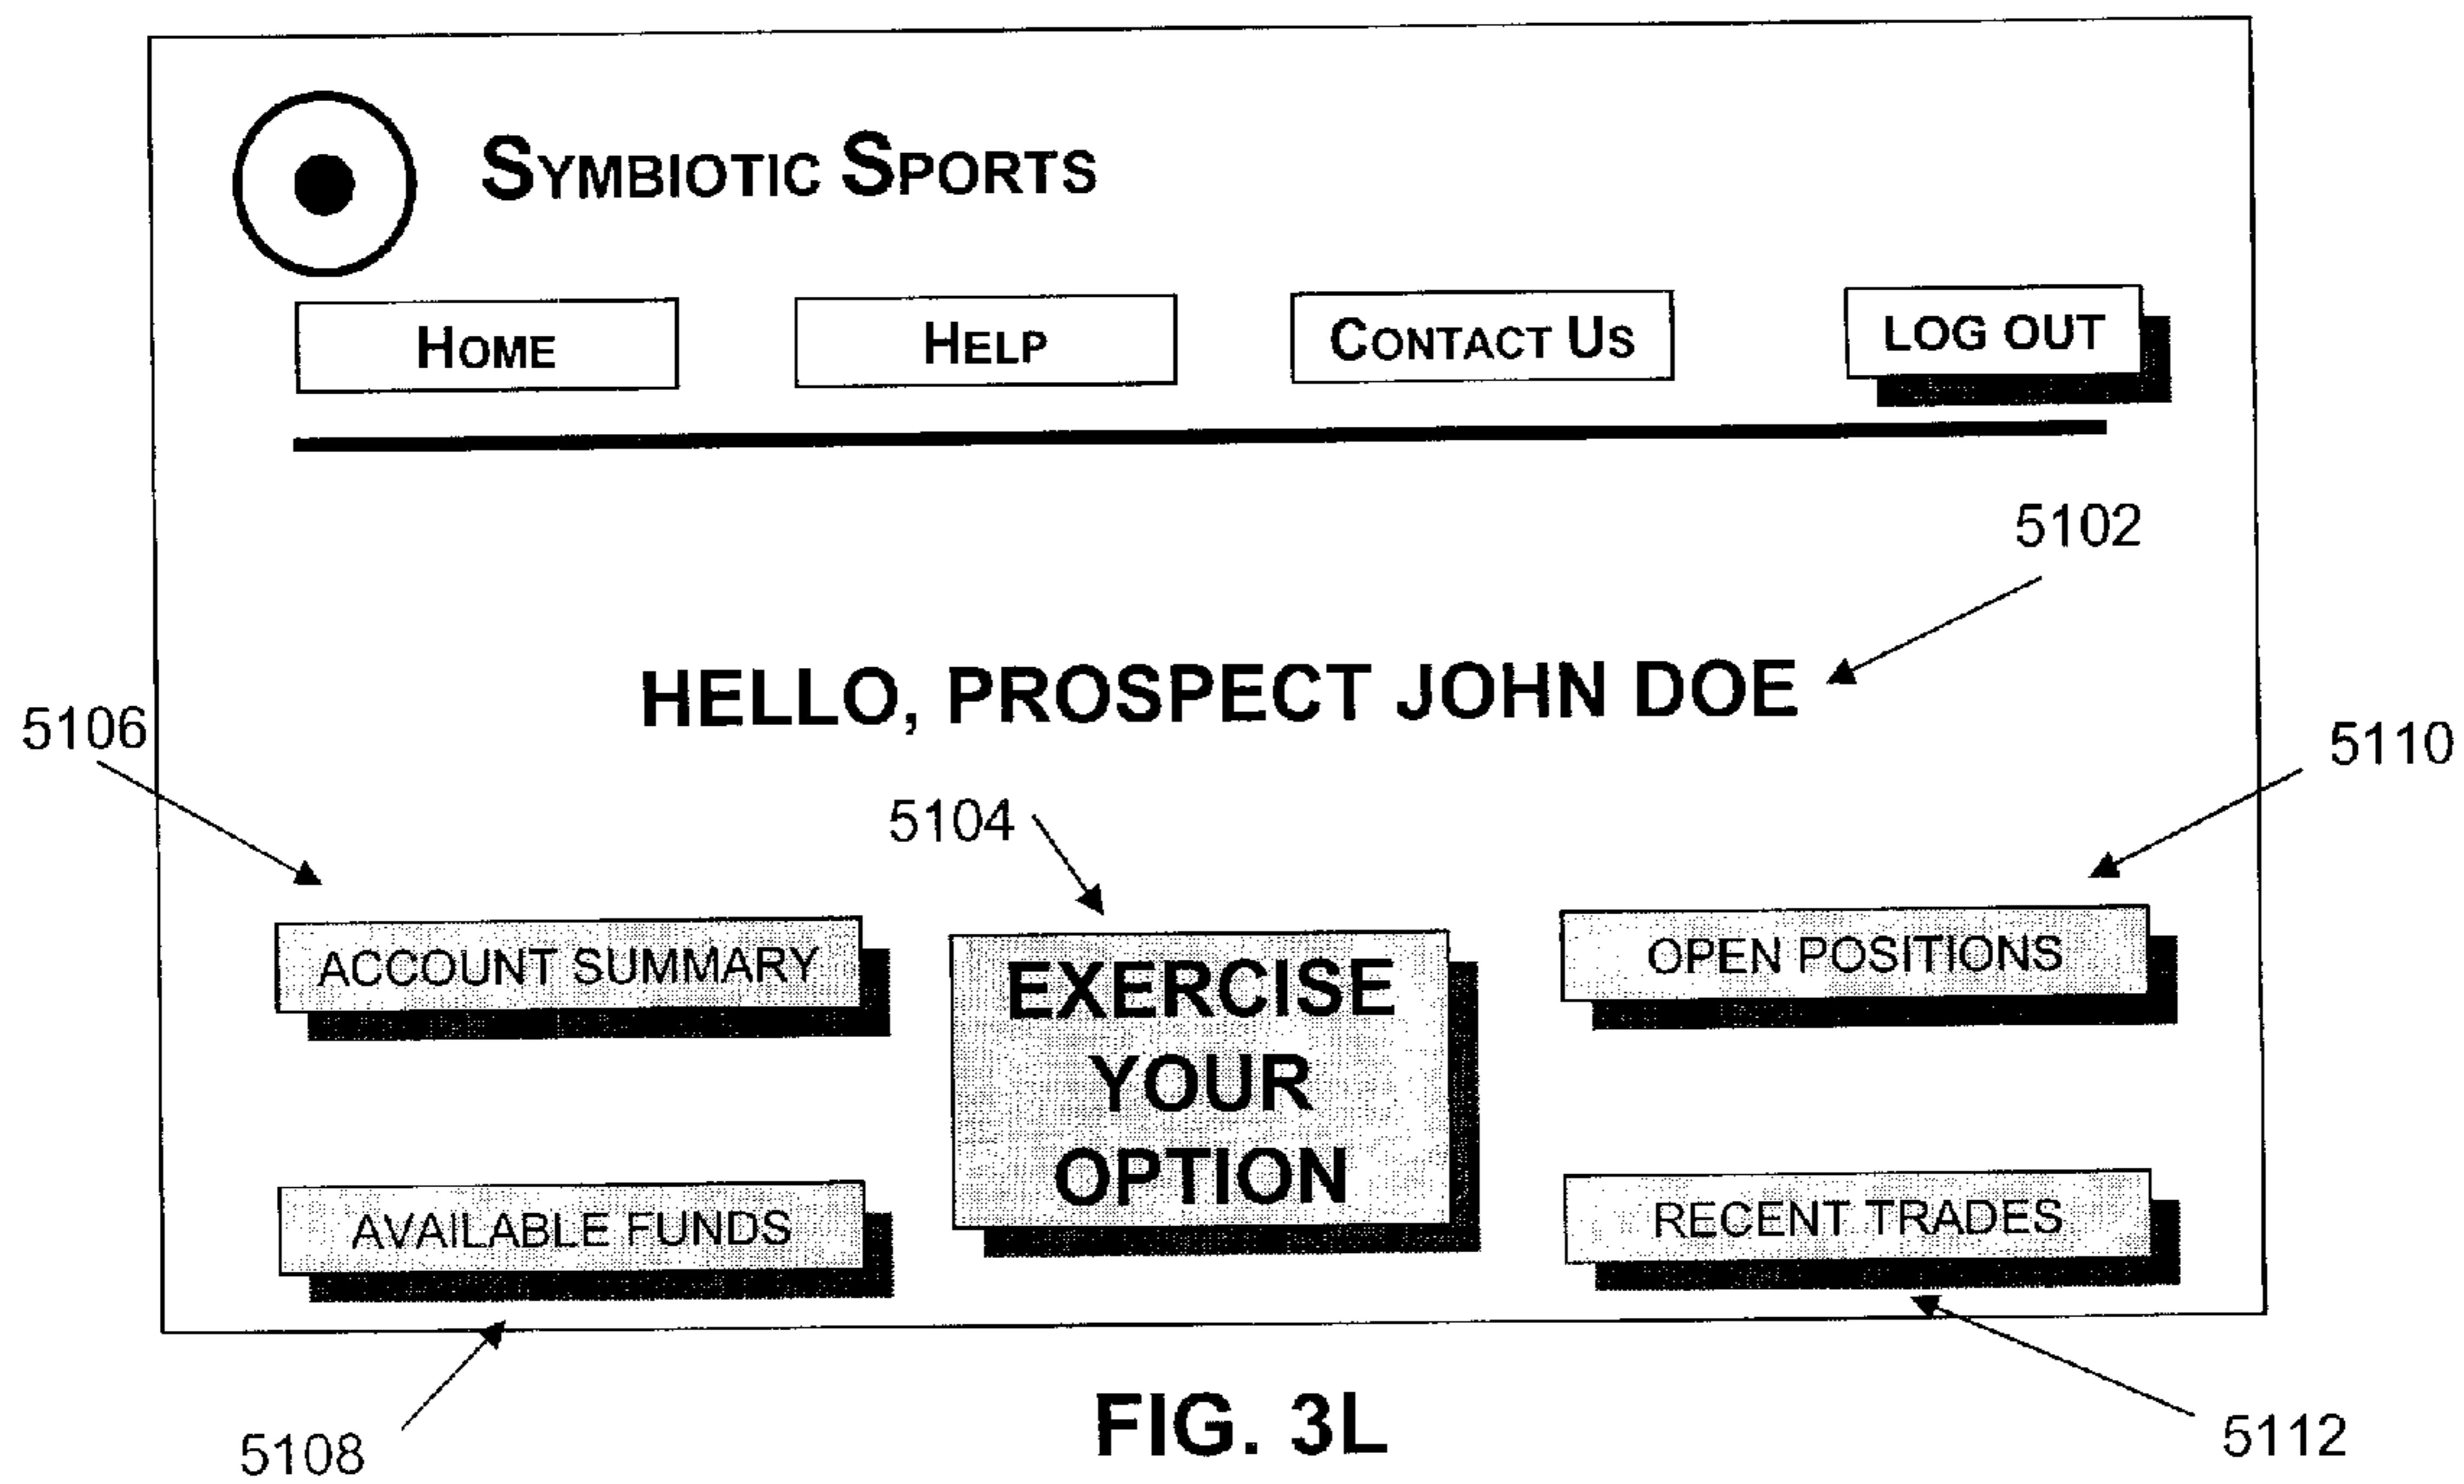 SYMBIOTIC SPORTS
HOME
HELP
CONTACT US
LOG OUT
5102
HELLO, PROSPECT JOHN DOE
5106
5110
5104
ACCOUNT SUMMARY
EXERCISE
YOUR
OPTION
OPEN POSITIONS
AVAILABLE FUNDS
RECENT TRADES
5108
FIG. 3L
5112